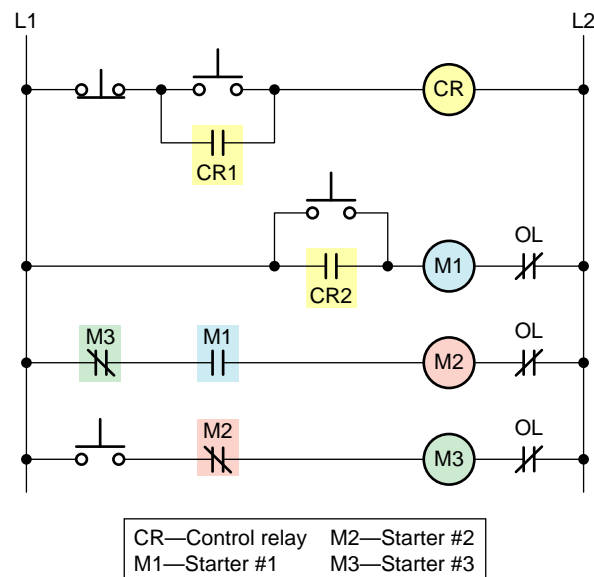 L1 L2
CR
CR1
OL
M1
CR2
M3 M1 OL
M2
M2 OL
M3
CR—Control relay M2—Starter #2
M1—Starter #1 M3—Starter #3